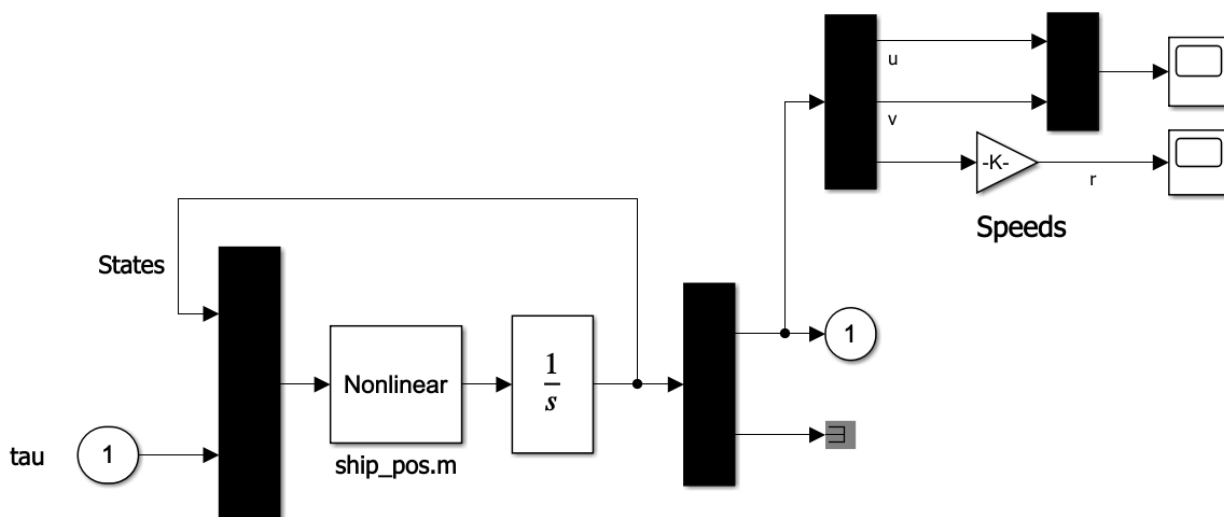 u
v
-K-
r
Speeds
States
1
Nonlinear
1
s
tau
1
ship_pos.m